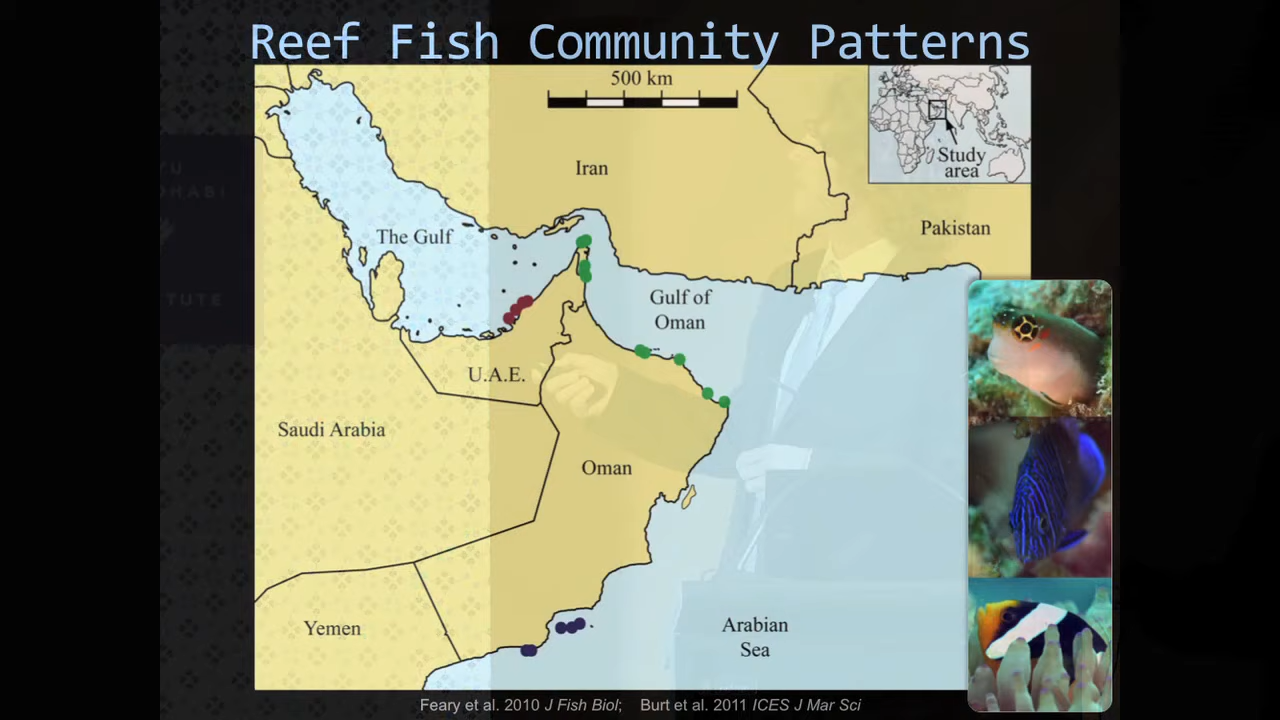 Reef Fish Community Patterns
500 km
Iran
Study
area
Pakistan
The Gulf
Gulf of
Oman
U.A.E.
Saudi Arabia
Oman
Yemen
Arabian
Sea
Feary et al. 2010 J Fish Biol; Burt et al. 2011 ICES J Mar Sci